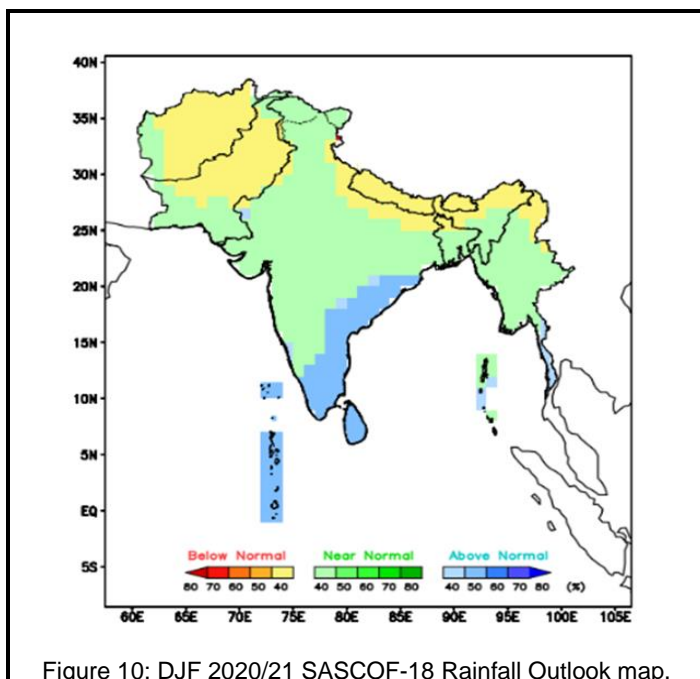 40N
35N
30N
25N
20N
15N
10N
5N
EQ
5S
Below Normal Near Normal Above Normal
80 70 60 50 40 40 50 60 70 80 40 50 60 70 80 (%)
60E 65E 70E 75E 80E 85E 90E 95E 100E 105E
Figure 10: DJF 2020/21 SASCOF-18 Rainfall Outlook map.